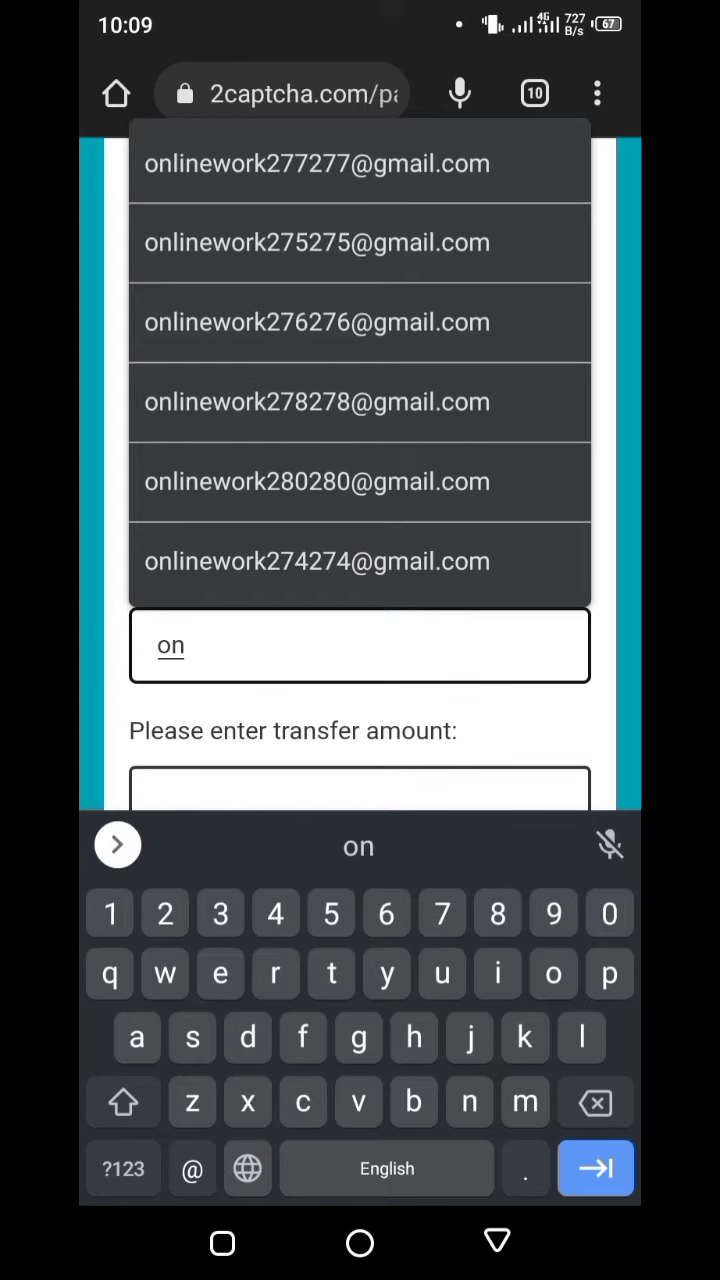 10:09
4G 727 B/s 67
2captcha.com/pa
10
onlinework277277@gmail.com
onlinework275275@gmail.com
onlinework276276@gmail.com
onlinework278278@gmail.com
onlinework280280@gmail.com
onlinework274274@gmail.com
on
Please enter transfer amount:
on
1 2 3 4 5 6 7 8 9 0
q w e r t y u i o p
a s d f g h j k l
z x c v b n m
?123 @ English .